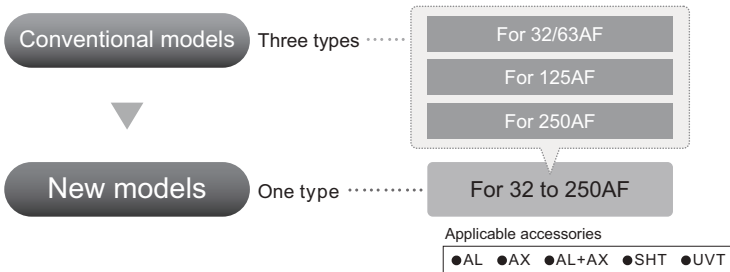 Conventional models Three types ······ For 32/63AF
For 125AF
For 250AF
New models One type ··········· For 32 to 250AF
Applicable accessories
●AL ●AX ●AL+AX ●SHT ●UVT